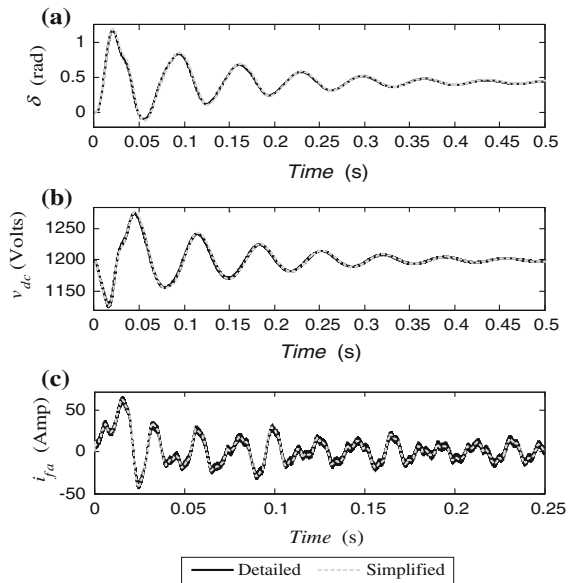 (a)
1
0.5
0
δ (rad)
0 0.05 0.1 0.15 0.2 0.25 0.3 0.35 0.4 0.45 0.5
Time (s)
(b)
1250
1200
1150
v_dc (Volts)
0 0.05 0.1 0.15 0.2 0.25 0.3 0.35 0.4 0.45 0.5
Time (s)
(c)
50
0
-50
i_fa (Amp)
0 0.05 0.1 0.15 0.2 0.25
Time (s)
Detailed Simplified